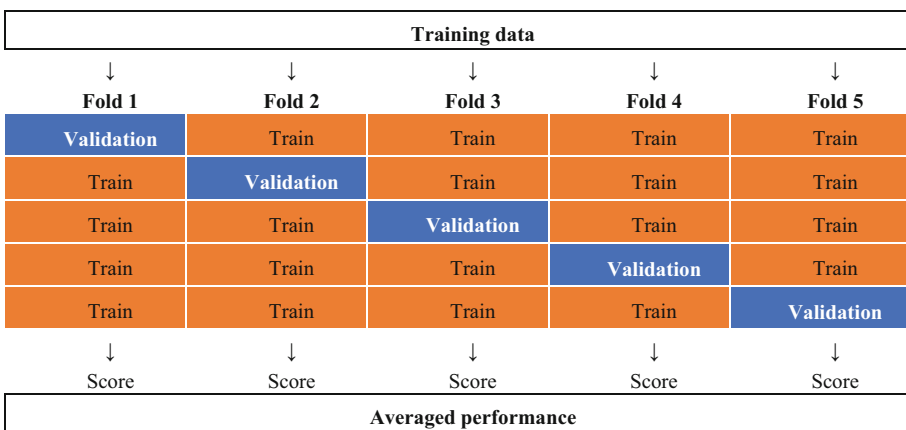 Training data
↓ ↓ ↓ ↓ ↓
Fold 1 Fold 2 Fold 3 Fold 4 Fold 5
Validation Train Train Train Train
Train Validation Train Train Train
Train Train Validation Train Train
Train Train Train Validation Train
Train Train Train Train Validation
↓ ↓ ↓ ↓ ↓
Score Score Score Score Score
Averaged performance